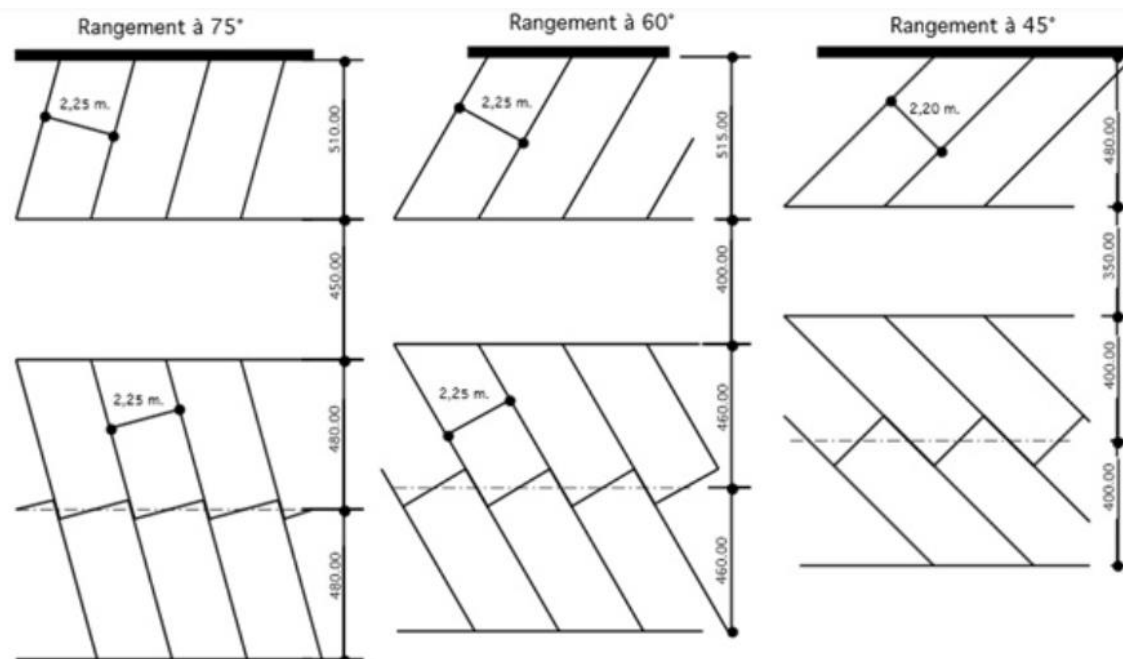 Rangement à 75°
2,25 m.
510.00
450.00
2,25 m.
480.00
480.00
Rangement à 60°
2,25 m.
515.00
400.00
2,25 m.
460.00
460.00
Rangement à 45°
2,20 m.
480.00
350.00
400.00
400.00